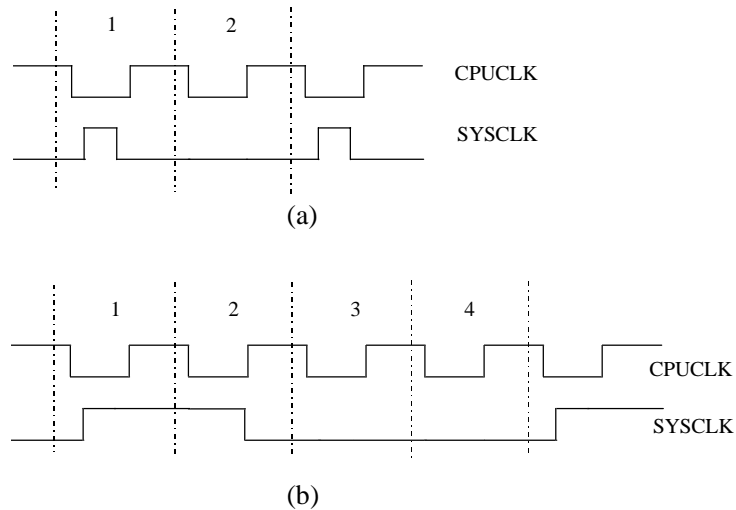 1 2
CPUCLK
SYSCLK
(a)
1 2 3 4
CPUCLK
SYSCLK
(b)